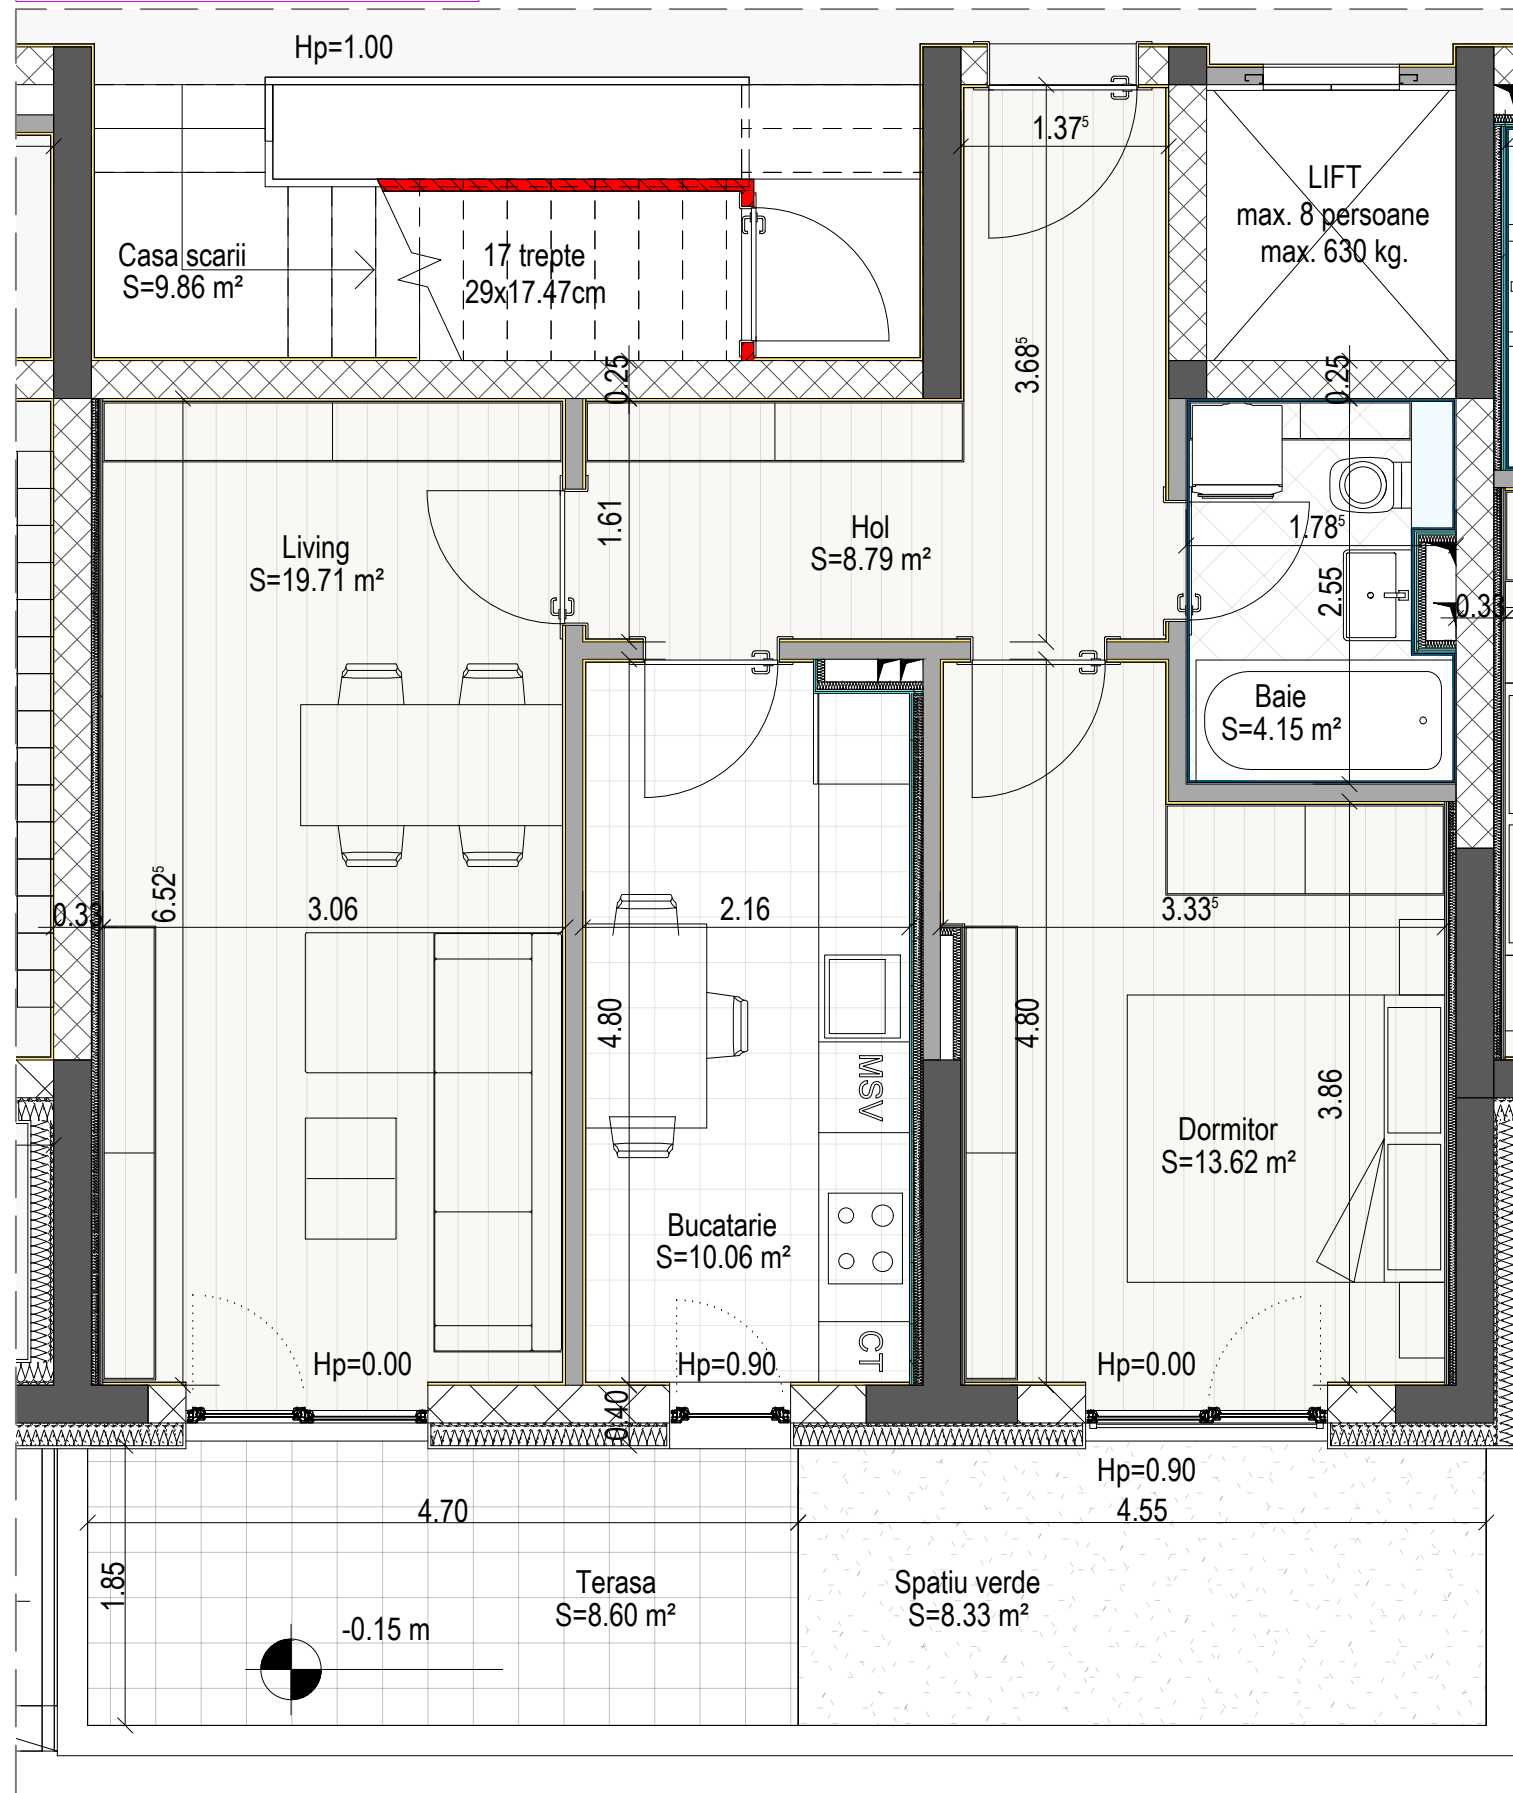 Hp=1.00
1.37⁵
LIFT
max. 8 persoane
max. 630 kg.
Casa scarii
S=9.86 m²
17 trepte
29x17.47cm
3.68⁵
0.25
0.25
1.61
Living
S=19.71 m²
Hol
S=8.79 m²
1.78⁵
2.55
0.33
Baie
S=4.15 m²
6.52⁵
0.33
3.06
2.16
3.33⁵
4.80
4.80
MSV
3.86
Dormitor
S=13.62 m²
Bucatarie
S=10.06 m²
CT
Hp=0.00
Hp=0.90
Hp=0.00
0.40
Hp=0.90
4.70
4.55
1.85
Terasa
S=8.60 m²
Spatiu verde
S=8.33 m²
-0.15 m